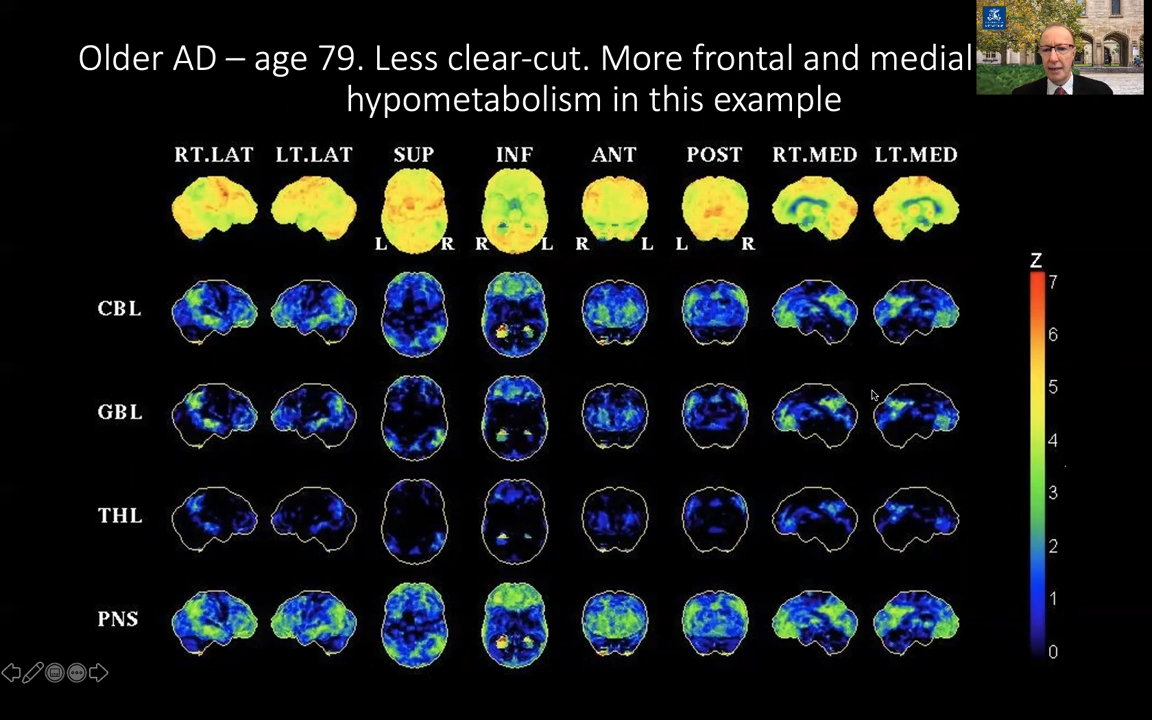 Older AD – age 79. Less clear-cut. More frontal and medial
hypometabolism in this example
RT.LAT LT.LAT SUP INF ANT POST RT.MED LT.MED
L R R L R L L R
Z
7
CBL
6
5
GBL
4
3
THL
2
1
PNS
0